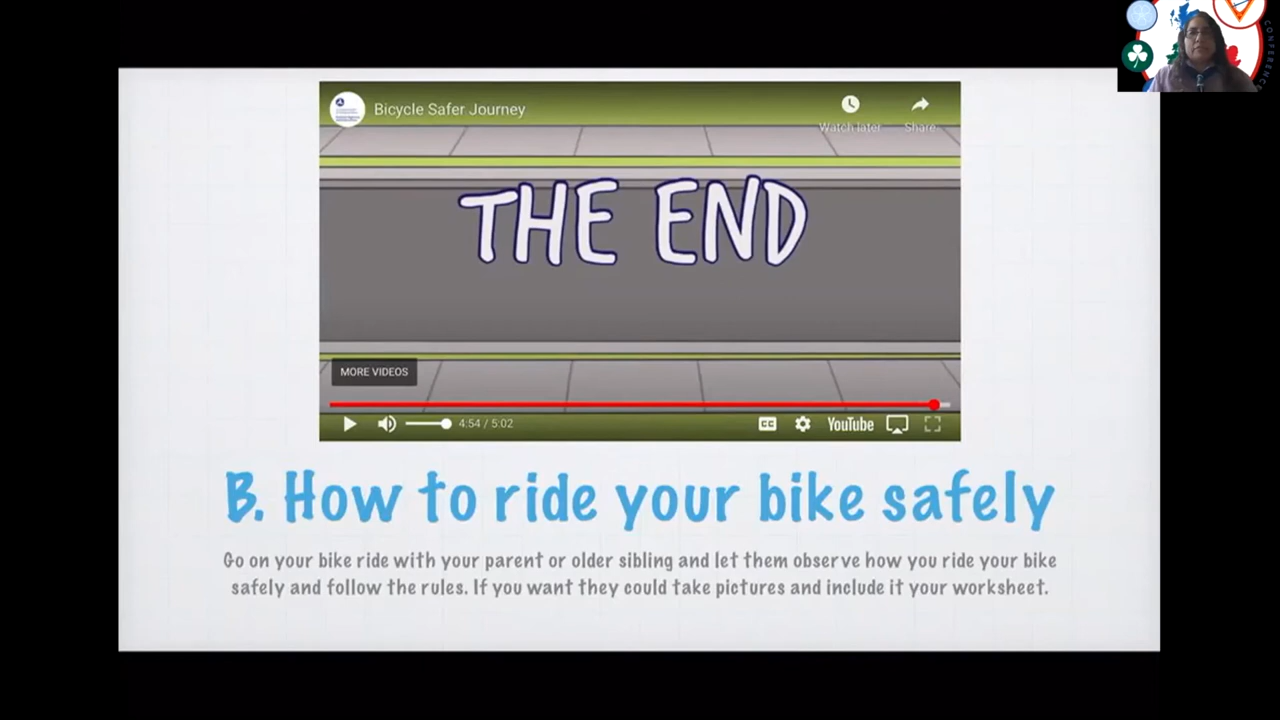 Bicycle Safer Journey
Watch later
Share
THE END
MORE VIDEOS
4:54 / 5:02
CC
YouTube
B. How to ride your bike safely
Go on your bike ride with your parent or older sibling and let them observe how you ride your bike
safely and follow the rules. If you want they could take pictures and include it your worksheet.
CONFERENCE